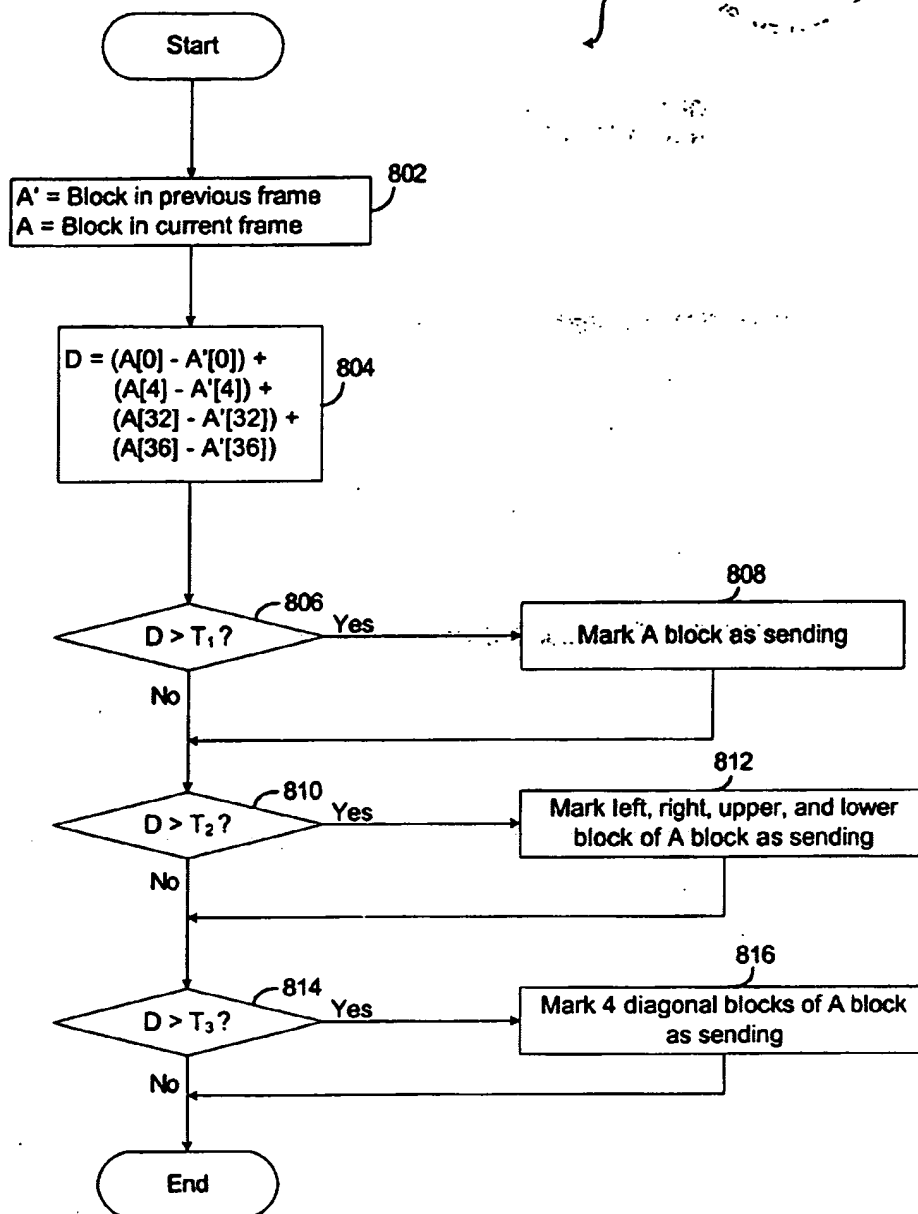 Start
802
A' = Block in previous frame
A = Block in current frame
804
D = (A[0] - A'[0]) +
(A[4] - A'[4]) +
(A[32] - A'[32]) +
(A[36] - A'[36])
806
D > T₁ ?
Yes
808
Mark A block as sending
No
810
D > T₂ ?
Yes
812
Mark left, right, upper, and lower
block of A block as sending
No
814
D > T₃ ?
Yes
816
Mark 4 diagonal blocks of A block
as sending
No
End